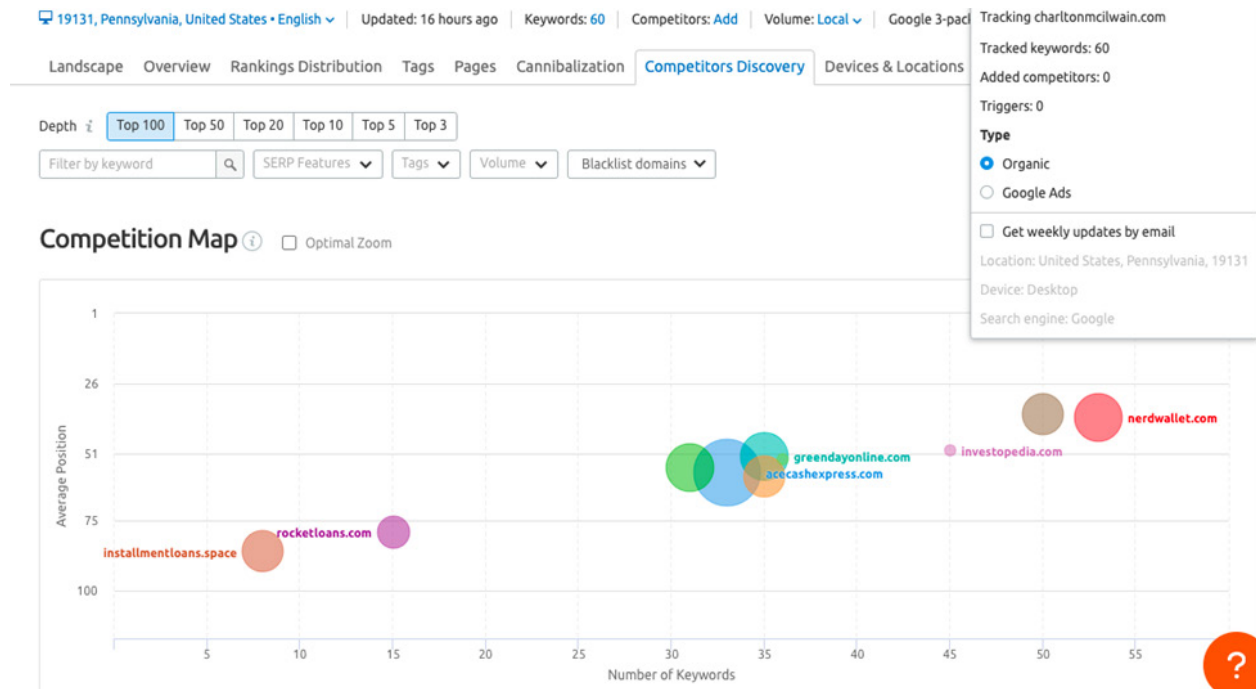 19131, Pennsylvania, United States • English Updated: 16 hours ago Keywords: 60 Competitors: Add Volume: Local Google 3-pack
Tracking charltonmcilwain.com
Tracked keywords: 60
Added competitors: 0
Triggers: 0
Type
Organic
Google Ads
Get weekly updates by email
Location: United States, Pennsylvania, 19131
Device: Desktop
Search engine: Google
Landscape Overview Rankings Distribution Tags Pages Cannibalization Competitors Discovery Devices & Locations
Depth i Top 100 Top 50 Top 20 Top 10 Top 5 Top 3
Filter by keyword SERP Features Tags Volume Blacklist domains
Competition Map i Optimal Zoom
Average Position
1
26
51
75
100
nerdwallet.com
investopedia.com
greendayonline.com
acecashexpress.com
rocketloans.com
installmentloans.space
5 10 15 20 25 30 35 40 45 50 55
Number of Keywords
?